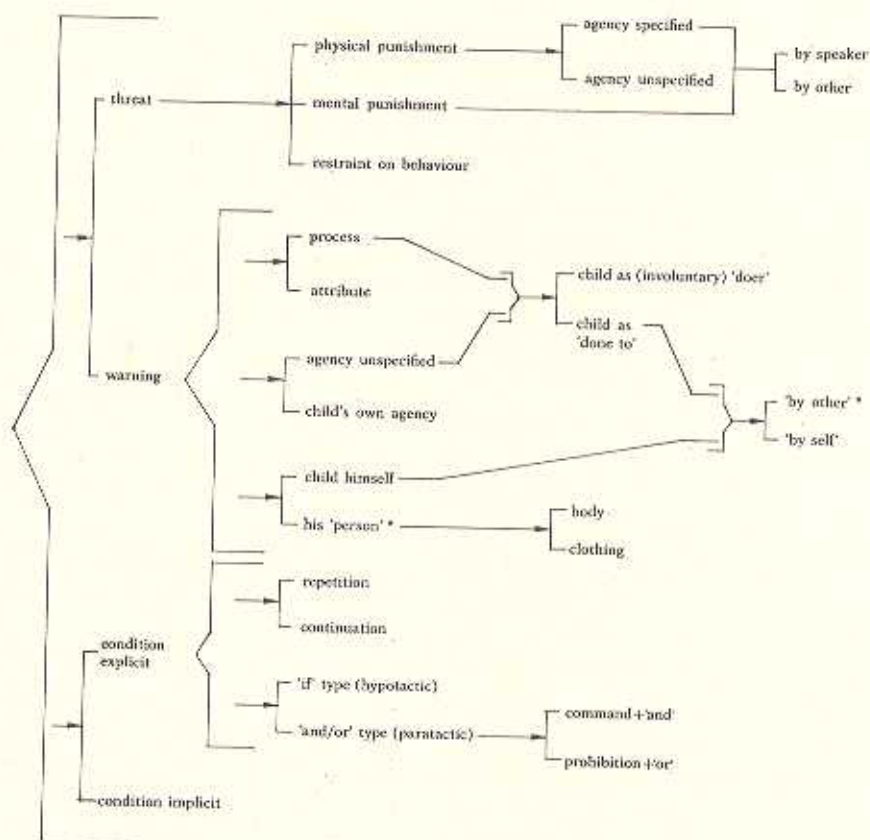 agency specified
physical punishment
by speaker
agency unspecified
by other
threat
mental punishment
restraint on behaviour
process
child as (involuntary) 'doer'
attribute
child as
'done to'
agency unspecified
warning
'by other' *
child's own agency
'by self'
child himself
body
his 'person' *
clothing
repetition
continuation
condition
explicit
'if' type (hypotactic)
command+'and'
'and/or' type (paratactic)
prohibition+'or'
condition implicit